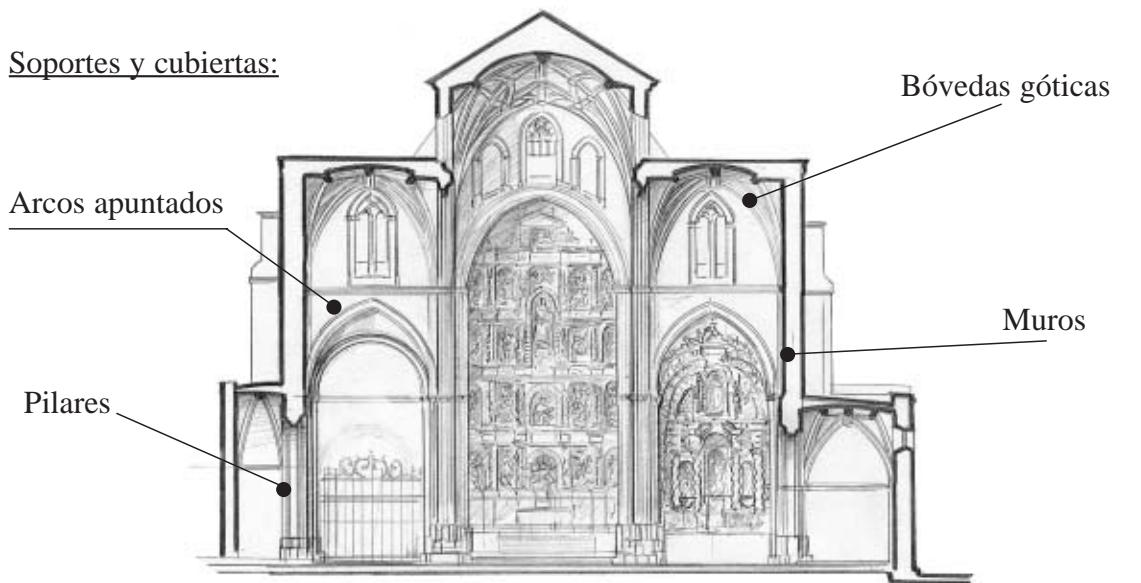 Soportes y cubiertas:
Bóvedas góticas
Arcos apuntados
Muros
Pilares